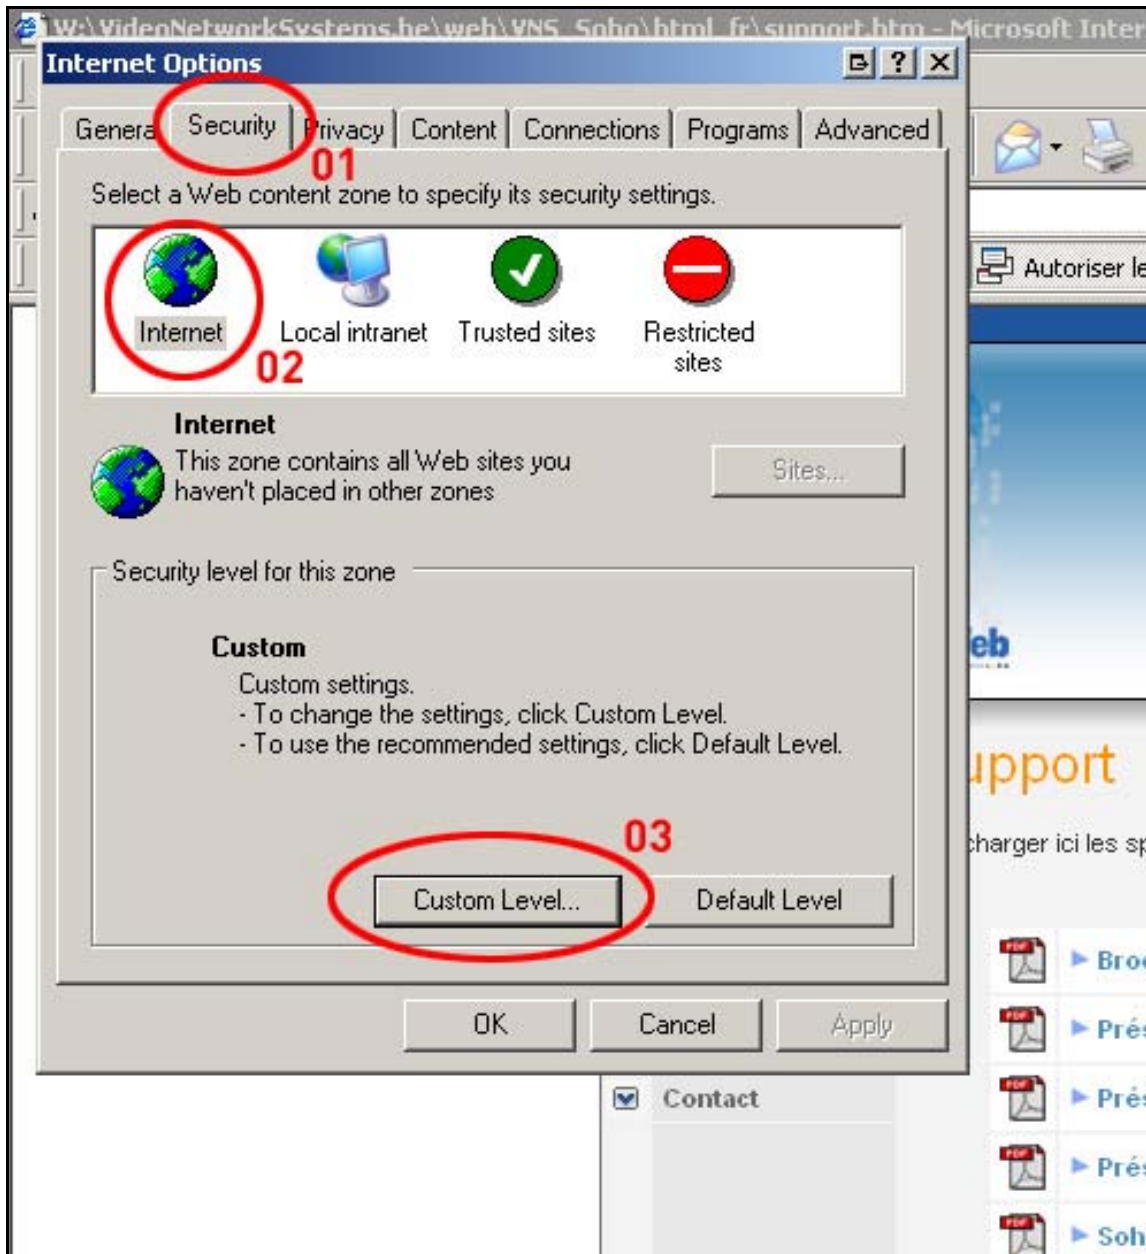 W:\VideoNetworkSystems.be\web\VNS_Soho\html_fr\support.htm - Microsoft Inter
Internet Options
General Security Privacy Content Connections Programs Advanced
01
Select a Web content zone to specify its security settings.
Internet Local intranet Trusted sites Restricted
sites
02
Internet
This zone contains all Web sites you
haven't placed in other zones
Sites...
Security level for this zone
Custom
Custom settings.
- To change the settings, click Custom Level.
- To use the recommended settings, click Default Level.
03
Custom Level... Default Level
OK Cancel Apply
Autoriser le
eb
upport
charger ici les sp
Broc
Prés
Prés
Prés
Soh
Contact